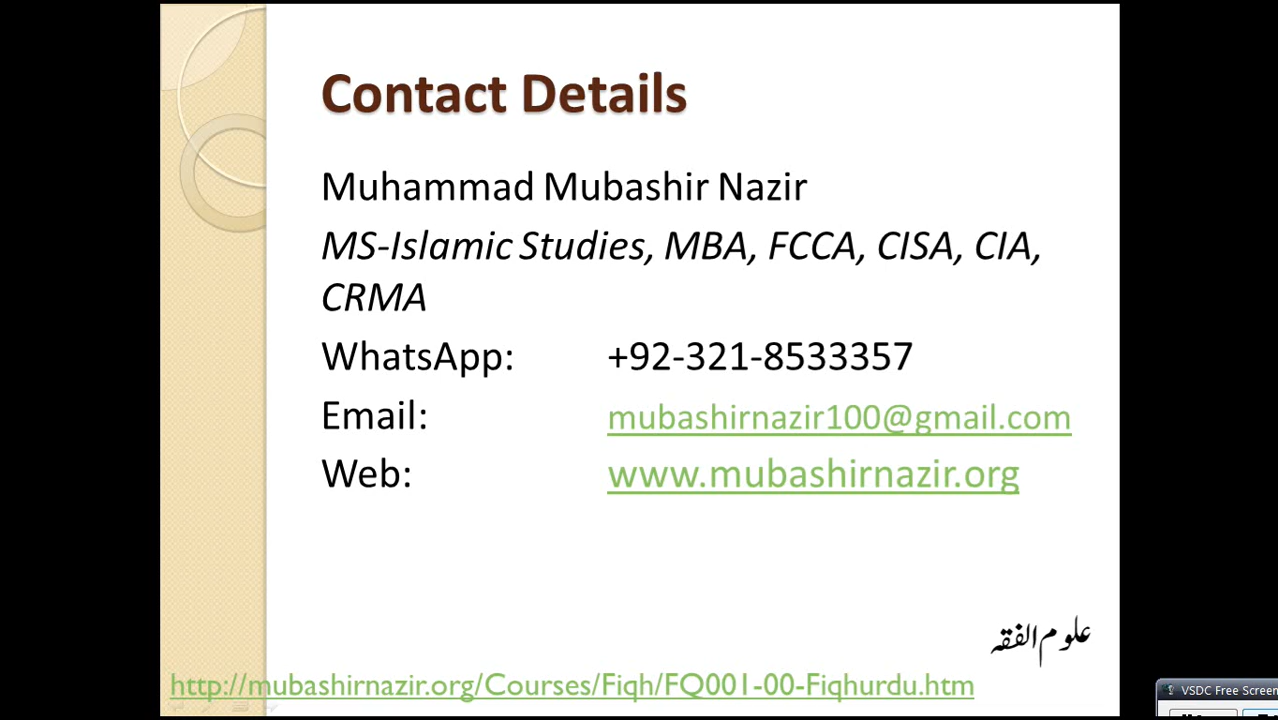 Contact Details
Muhammad Mubashir Nazir
MS-Islamic Studies, MBA, FCCA, CISA, CIA,
CRMA
WhatsApp: +92-321-8533357
Email: mubashirnazir100@gmail.com
Web: www.mubashirnazir.org
علوم الفقہ
http://mubashirnazir.org/Courses/Fiqh/FQ001-00-Fiqhurdu.htm
VSDC Free Screen